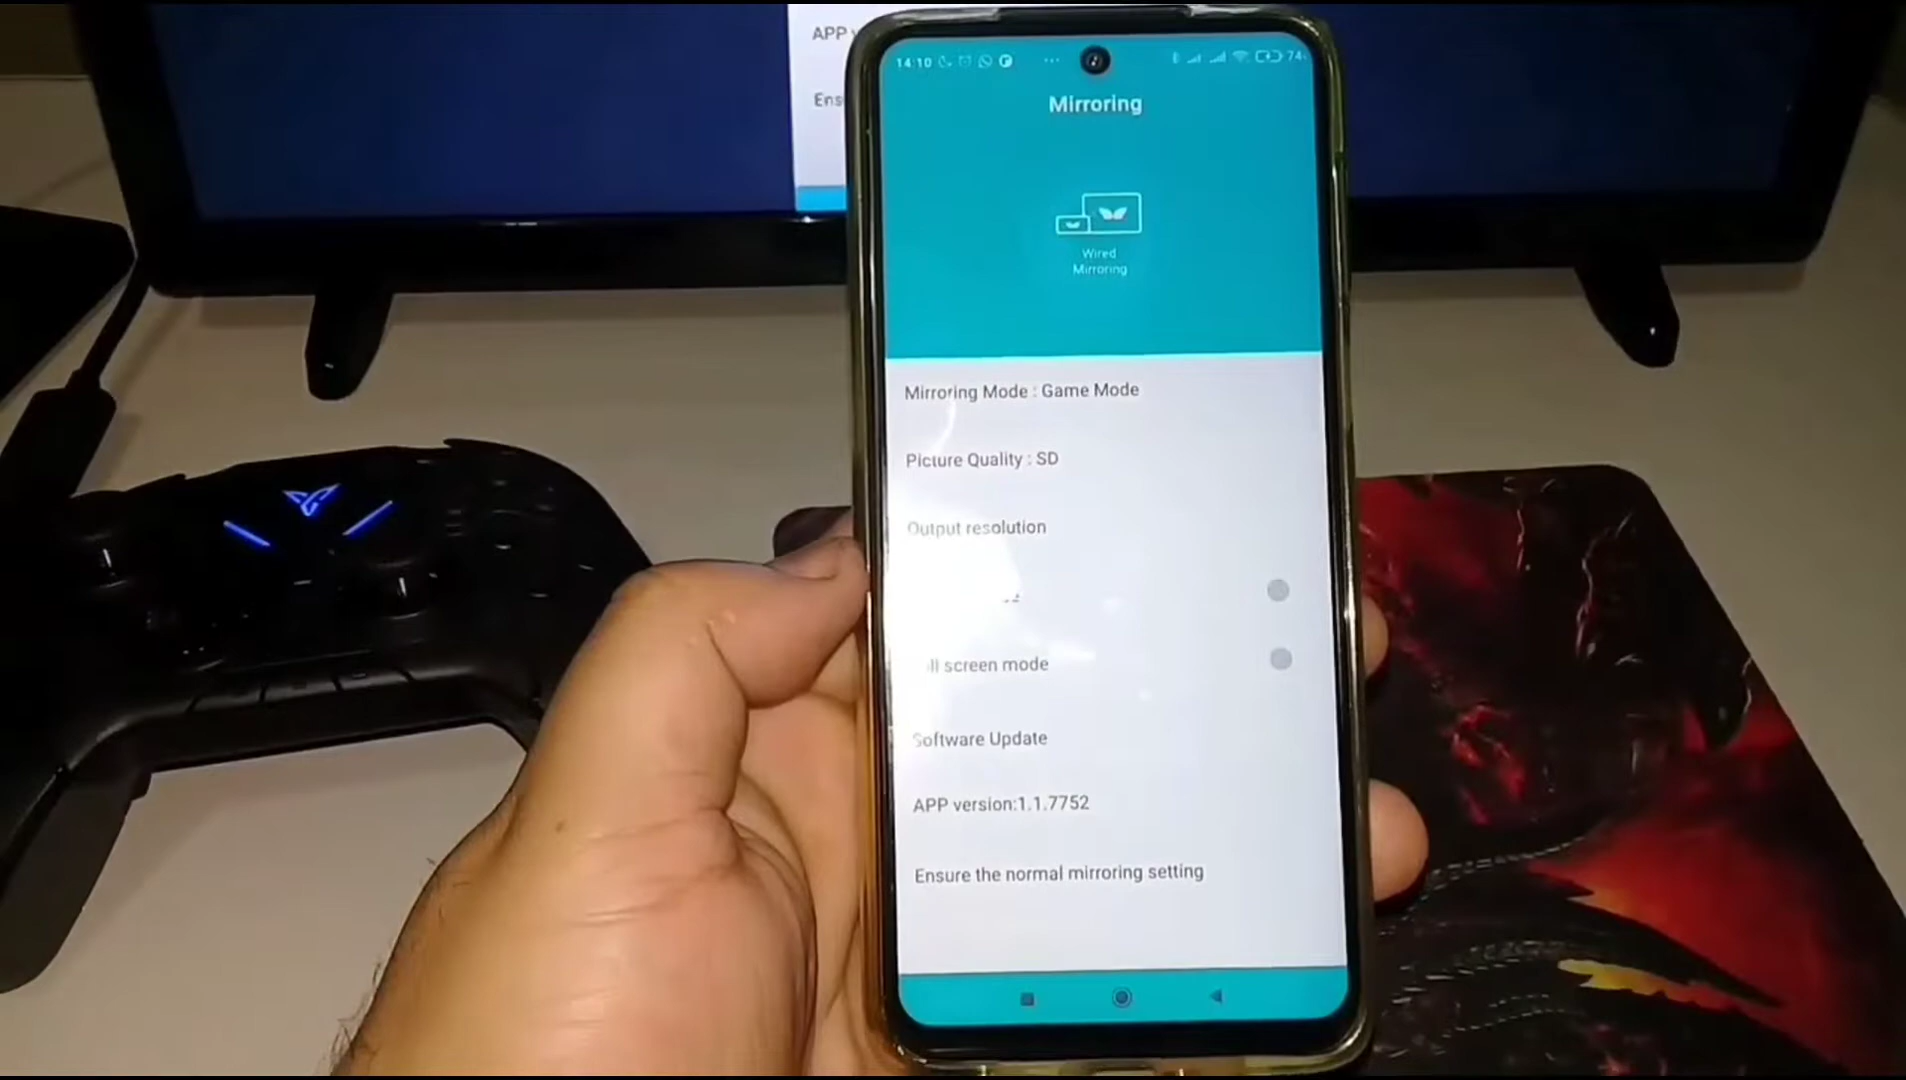 APP
Ens
14:10
74
Mirroring
Wired
Mirroring
Mirroring Mode : Game Mode
Picture Quality : SD
Output resolution
ll screen mode
Software Update
APP version:1.1.7752
Ensure the normal mirroring setting